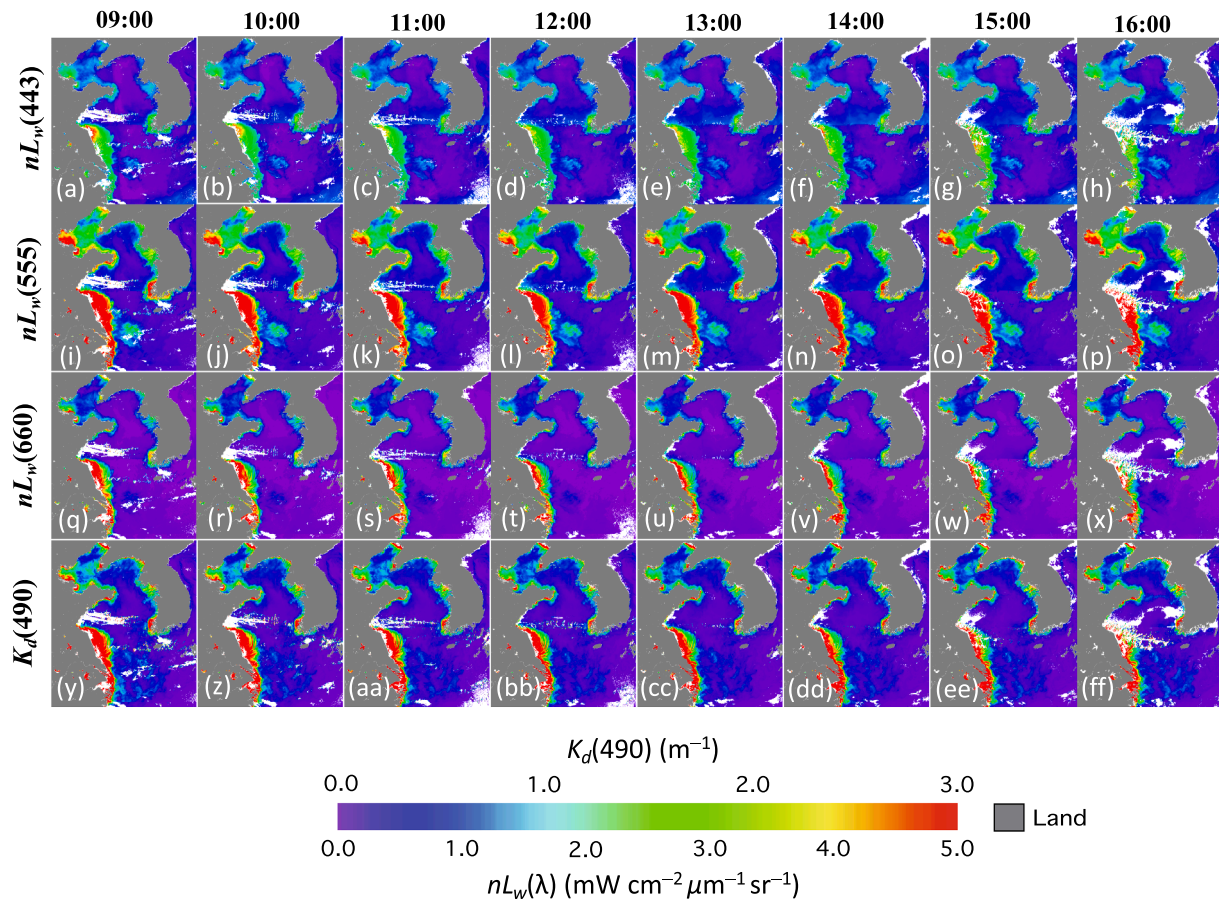 09:00 10:00 11:00 12:00 13:00 14:00 15:00 16:00
nLw(443)
(a) (b) (c) (d) (e) (f) (g) (h)
nLw(555)
(i) (j) (k) (l) (m) (n) (o) (p)
nLw(660)
(q) (r) (s) (t) (u) (v) (w) (x)
Kd(490)
(y) (z) (aa) (bb) (cc) (dd) (ee) (ff)
Kd(490) (m−1)
0.0 1.0 2.0 3.0
Land
0.0 1.0 2.0 3.0 4.0 5.0
nLw(λ) (mW cm−2 μm−1 sr−1)